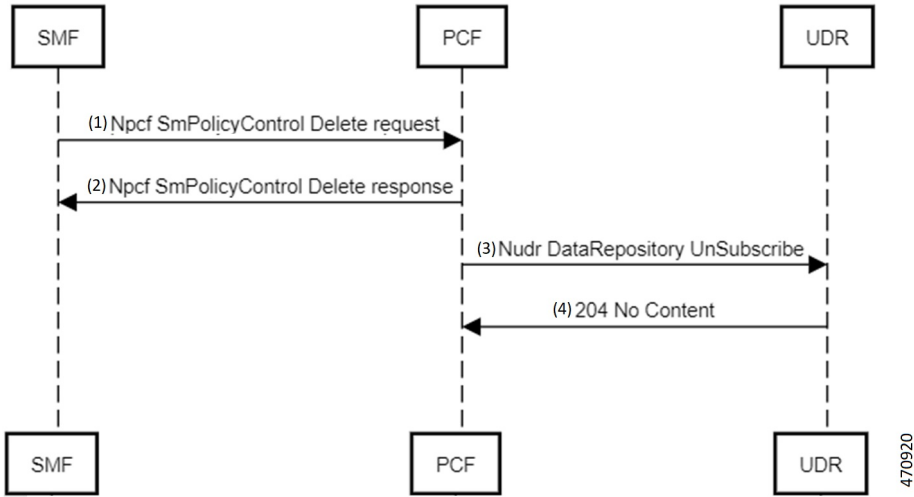 SMF
PCF
UDR
(1) Npcf SmPolicyControl Delete request
(2) Npcf SmPolicyControl Delete response
(3) Nudr DataRepository UnSubscribe
(4) 204 No Content
SMF
PCF
UDR
470920